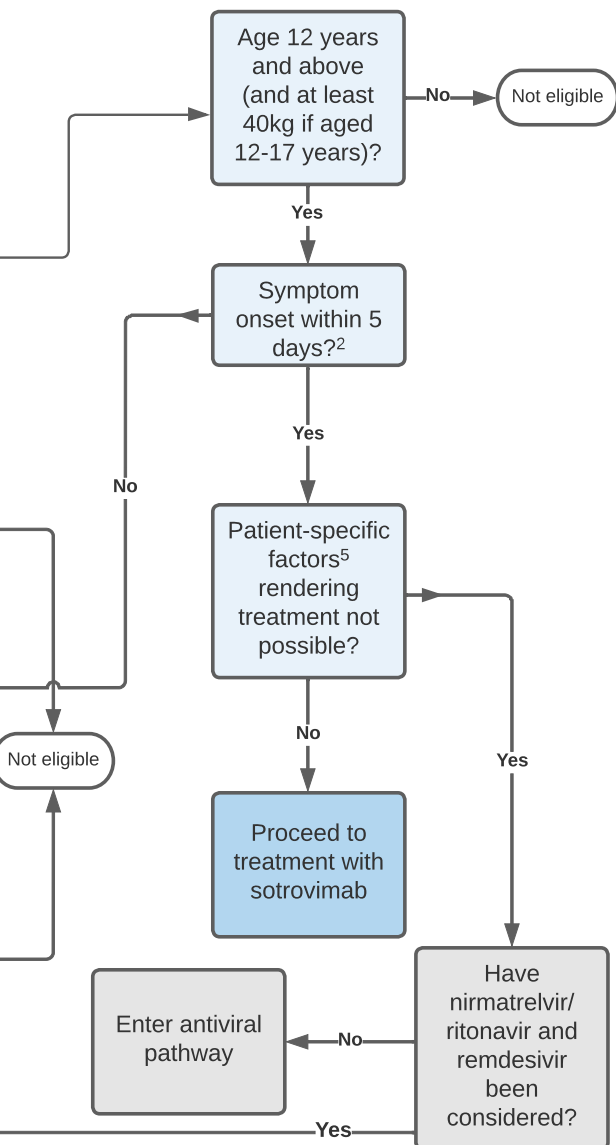 Age 12 years
and above
(and at least
40kg if aged
12-17 years)?
No
Not eligible
Yes
Symptom
onset within 5
days?2
Yes
No
Patient-specific
factors5
rendering
treatment not
possible?
No
Yes
Not eligible
Proceed to
treatment with
sotrovimab
Have
nirmatrelvir/
ritonavir and
remdesivir
been
considered?
No
Enter antiviral
pathway
Yes